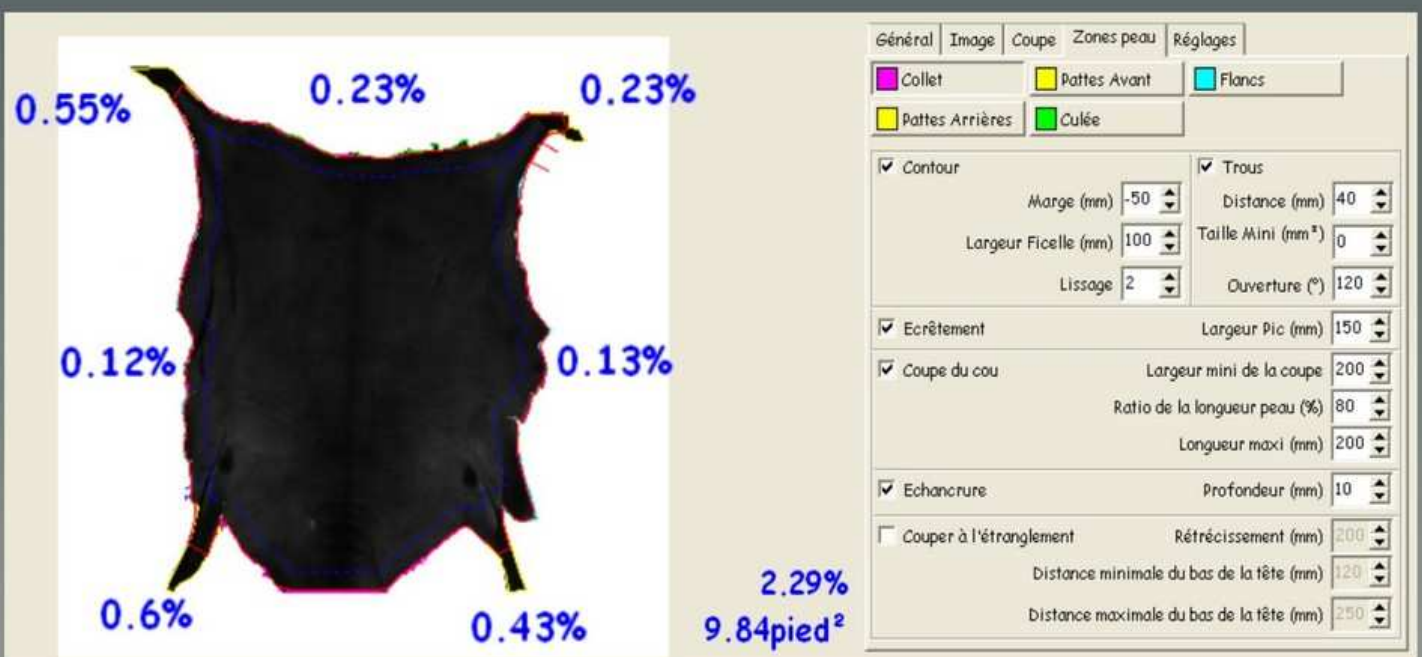 0.55%
0.23%
0.23%
0.12%
0.13%
0.6%
0.43%
2.29%
9.84pied²
Général Image Coupe Zones peau Réglages
Collet Pattes Avant Flancs
Pattes Arrières Culée
Contour
Marge (mm) -50
Largeur Ficelle (mm) 100
Lissage 2
Trous
Distance (mm) 40
Taille Mini (mm²) 0
Ouverture (°) 120
Ecrêtement Largeur Pic (mm) 150
Coupe du cou Largeur mini de la coupe 200
Ratio de la longueur peau (%) 80
Longueur maxi (mm) 200
Echancrure Profondeur (mm) 10
Couper à l'étranglement Rétrécissement (mm) 200
Distance minimale du bas de la tête (mm) 120
Distance maximale du bas de la tête (mm) 250